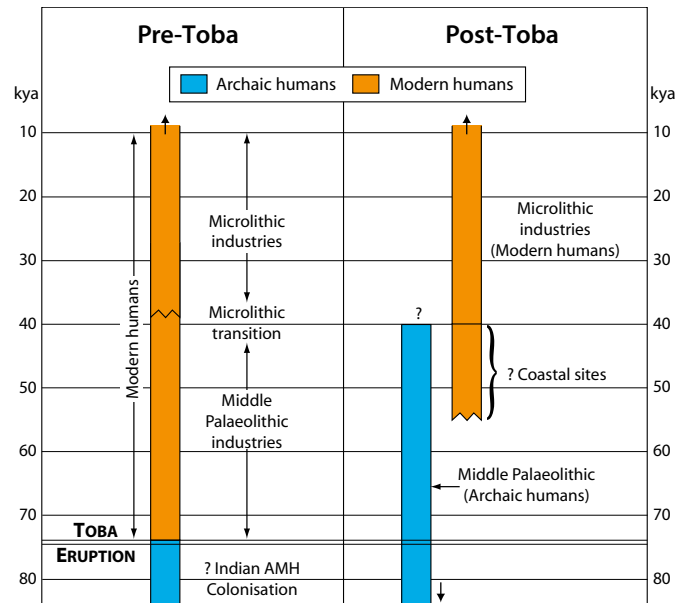 Pre-Toba
Post-Toba
Archaic humans
Modern humans
kya
kya
10
20
30
40
50
60
70
80
Modern humans
Microlithic
industries
Microlithic
transition
Middle
Palaeolithic
industries
TOBA
ERUPTION
? Indian AMH
Colonisation
Microlithic
industries
(Modern humans)
?
? Coastal sites
Middle Palaeolithic
(Archaic humans)
10
20
30
40
50
60
70
80